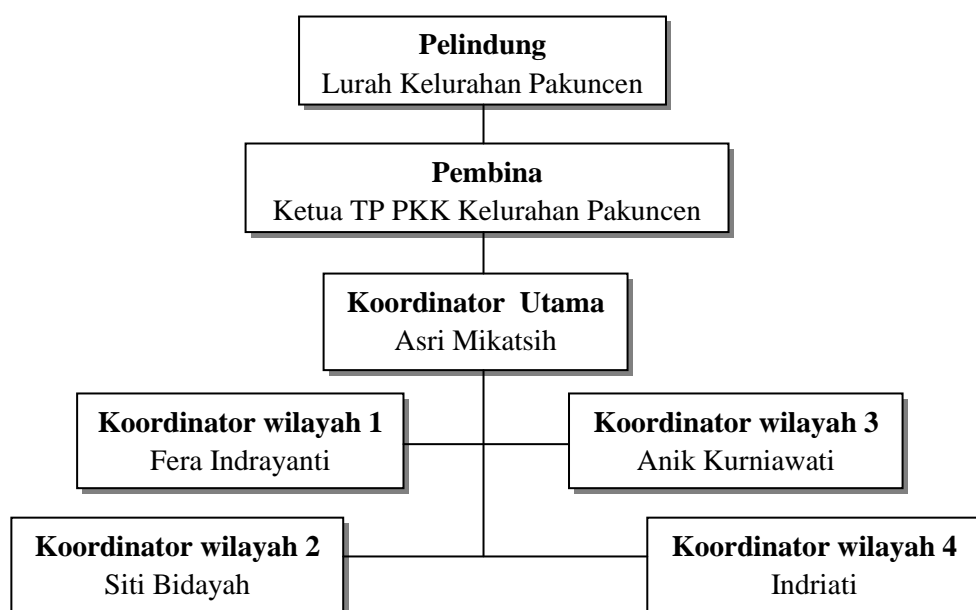 Pelindung
Lurah Kelurahan Pakuncen
Pembina
Ketua TP PKK Kelurahan Pakuncen
Koordinator Utama
Asri Mikatsih
Koordinator wilayah 1
Fera Indrayanti
Koordinator wilayah 3
Anik Kurniawati
Koordinator wilayah 2
Siti Bidayah
Koordinator wilayah 4
Indriati